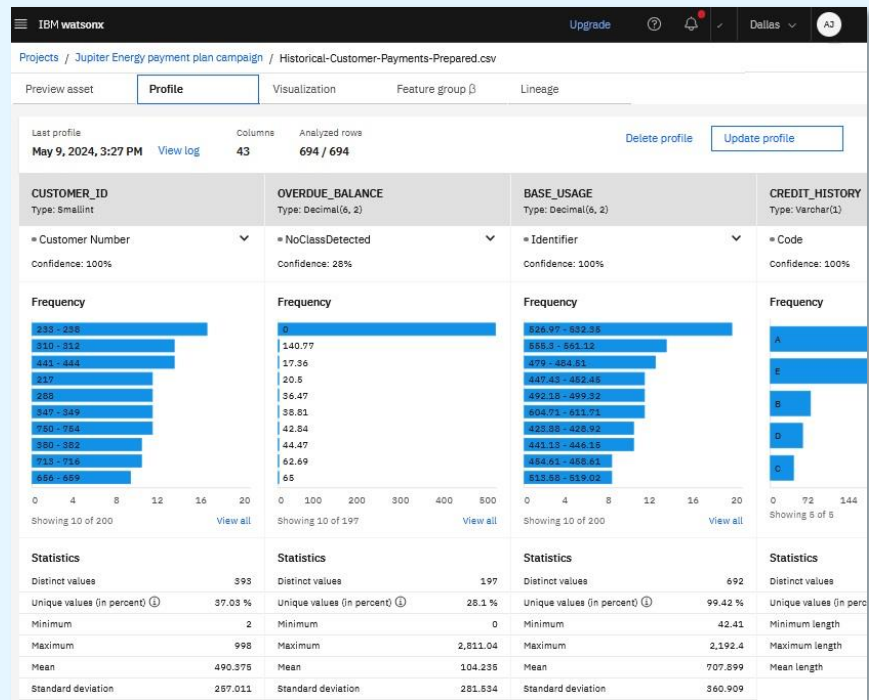 IBM watsonx Upgrade Dallas AJ
Projects / Jupiter Energy payment plan campaign / Historical-Customer-Payments-Prepared.csv
Preview asset Profile Visualization Feature group β Lineage
Last profile Columns Analyzed rows
May 9, 2024, 3:27 PM View log 43 694 / 694 Delete profile Update profile
CUSTOMER_ID OVERDUE_BALANCE BASE_USAGE CREDIT_HISTORY
Type: Smallint Type: Decimal(6, 2) Type: Decimal(6, 2) Type: Varchar(1)
Customer Number NoClassDetected Identifier Code
Confidence: 100% Confidence: 28% Confidence: 100% Confidence: 100%
Frequency Frequency Frequency Frequency
233 - 238 0 526.97 - 532.35
310 - 312 140.77 555.3 - 561.12 A
441 - 444 17.36 479 - 484.51
217 20.5 447.43 - 452.45 E
288 36.47 492.18 - 499.32
347 - 349 38.81 604.71 - 611.71 B
750 - 754 42.84 423.88 - 428.92
380 - 382 44.47 441.13 - 446.15 D
713 - 716 62.69 454.61 - 458.61
656 - 659 65 513.58 - 519.02 C
0 4 8 12 16 20 0 100 200 300 400 500 0 4 8 12 16 20 0 72 144
Showing 10 of 200 View all Showing 10 of 197 View all Showing 10 of 200 View all Showing 5 of 5
Statistics Statistics Statistics Statistics
Distinct values 393 Distinct values 197 Distinct values 692 Distinct values
Unique values (in percent) 37.03 % Unique values (in percent) 28.1 % Unique values (in percent) 99.42 % Unique values (in perc
Minimum 2 Minimum 0 Minimum 42.41 Minimum length
Maximum 998 Maximum 2,811.04 Maximum 2,192.4 Maximum length
Mean 490.375 Mean 104.235 Mean 707.899 Mean length
Standard deviation 257.011 Standard deviation 281.534 Standard deviation 360.909